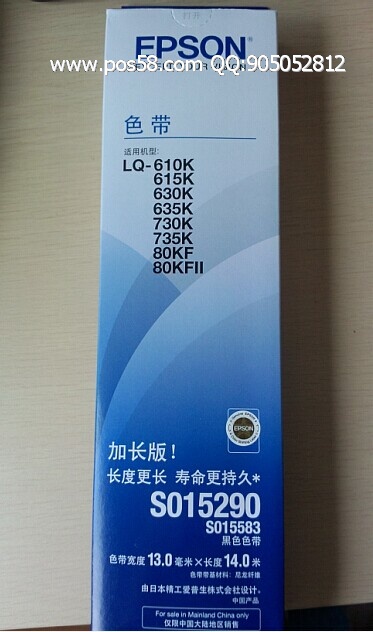 EPSON®
www.pos58.com QQ:905052812
色带
适用机型:
LQ-610K
615K
630K
635K
730K
735K
80KF
80KFII
EPSON
加长版!
长度更长 寿命更持久*
S015290
S015583
黑色色带
色带宽度 13.0 毫米×长度 14.0 米
色带带基材料: 尼龙纤维
由日本精工爱普生株式会社设计。
中国产品
For sale in Mainland China only
仅限中国大陆地区销售